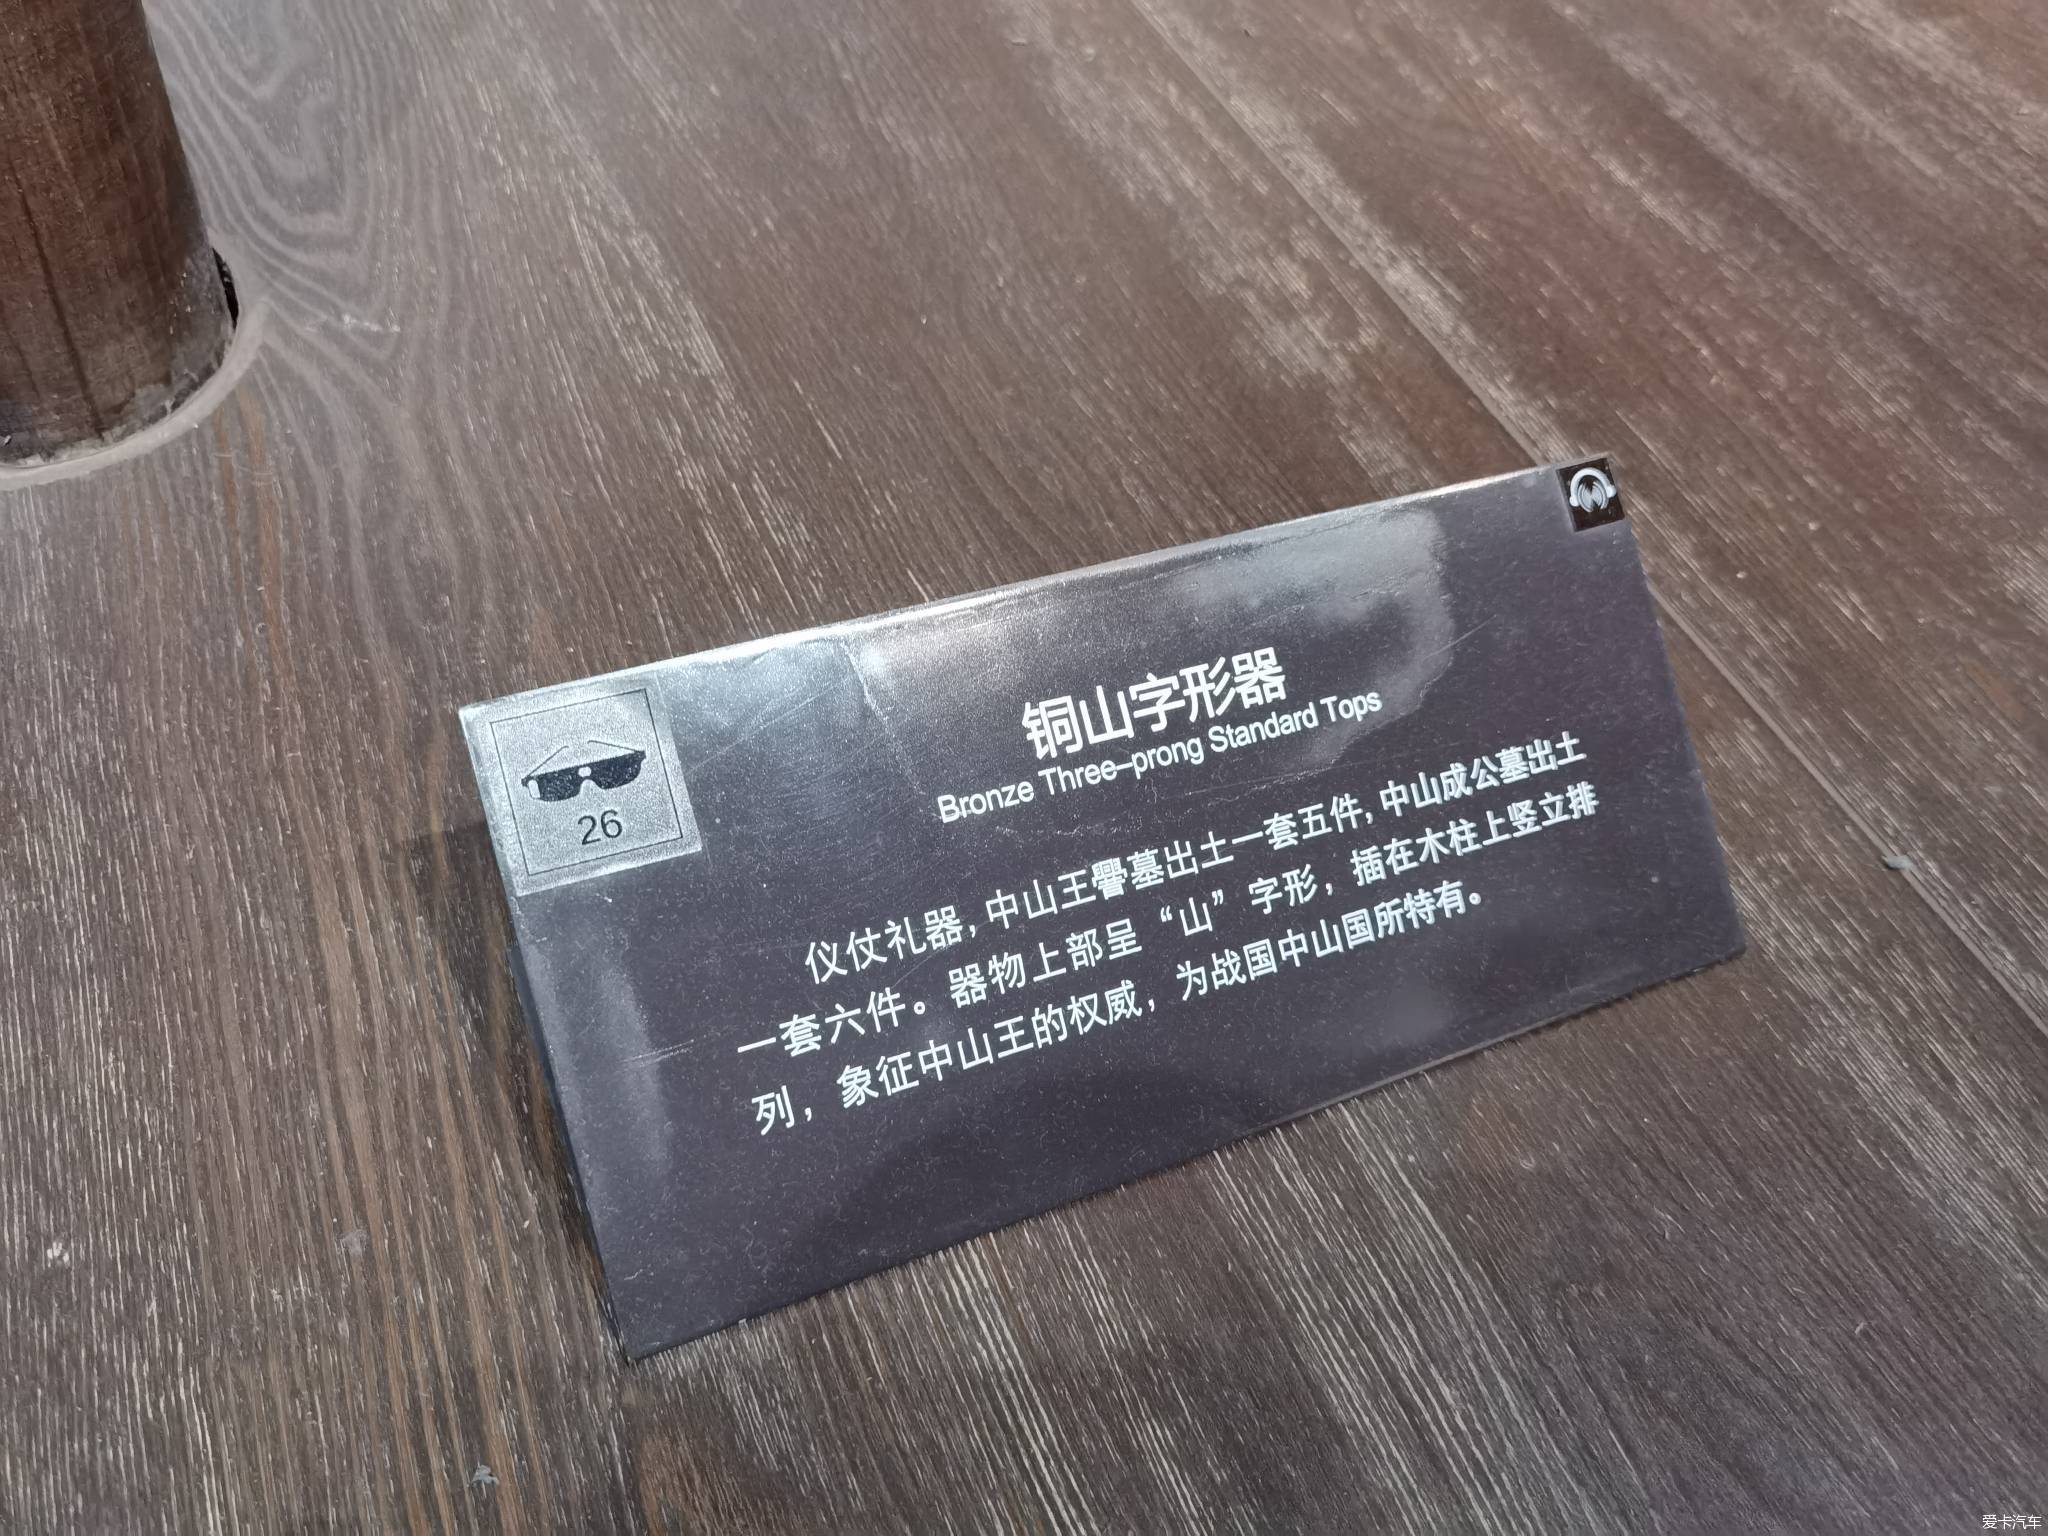 铜山字形器
Bronze Three-prong Standard Tops
26
仪仗礼器，中山王𰯼墓出土一套五件，中山成公墓出土
一套六件。器物上部呈“山”字形，插在木柱上竖立排
列，象征中山王的权威，为战国中山国所特有。
爱卡汽车